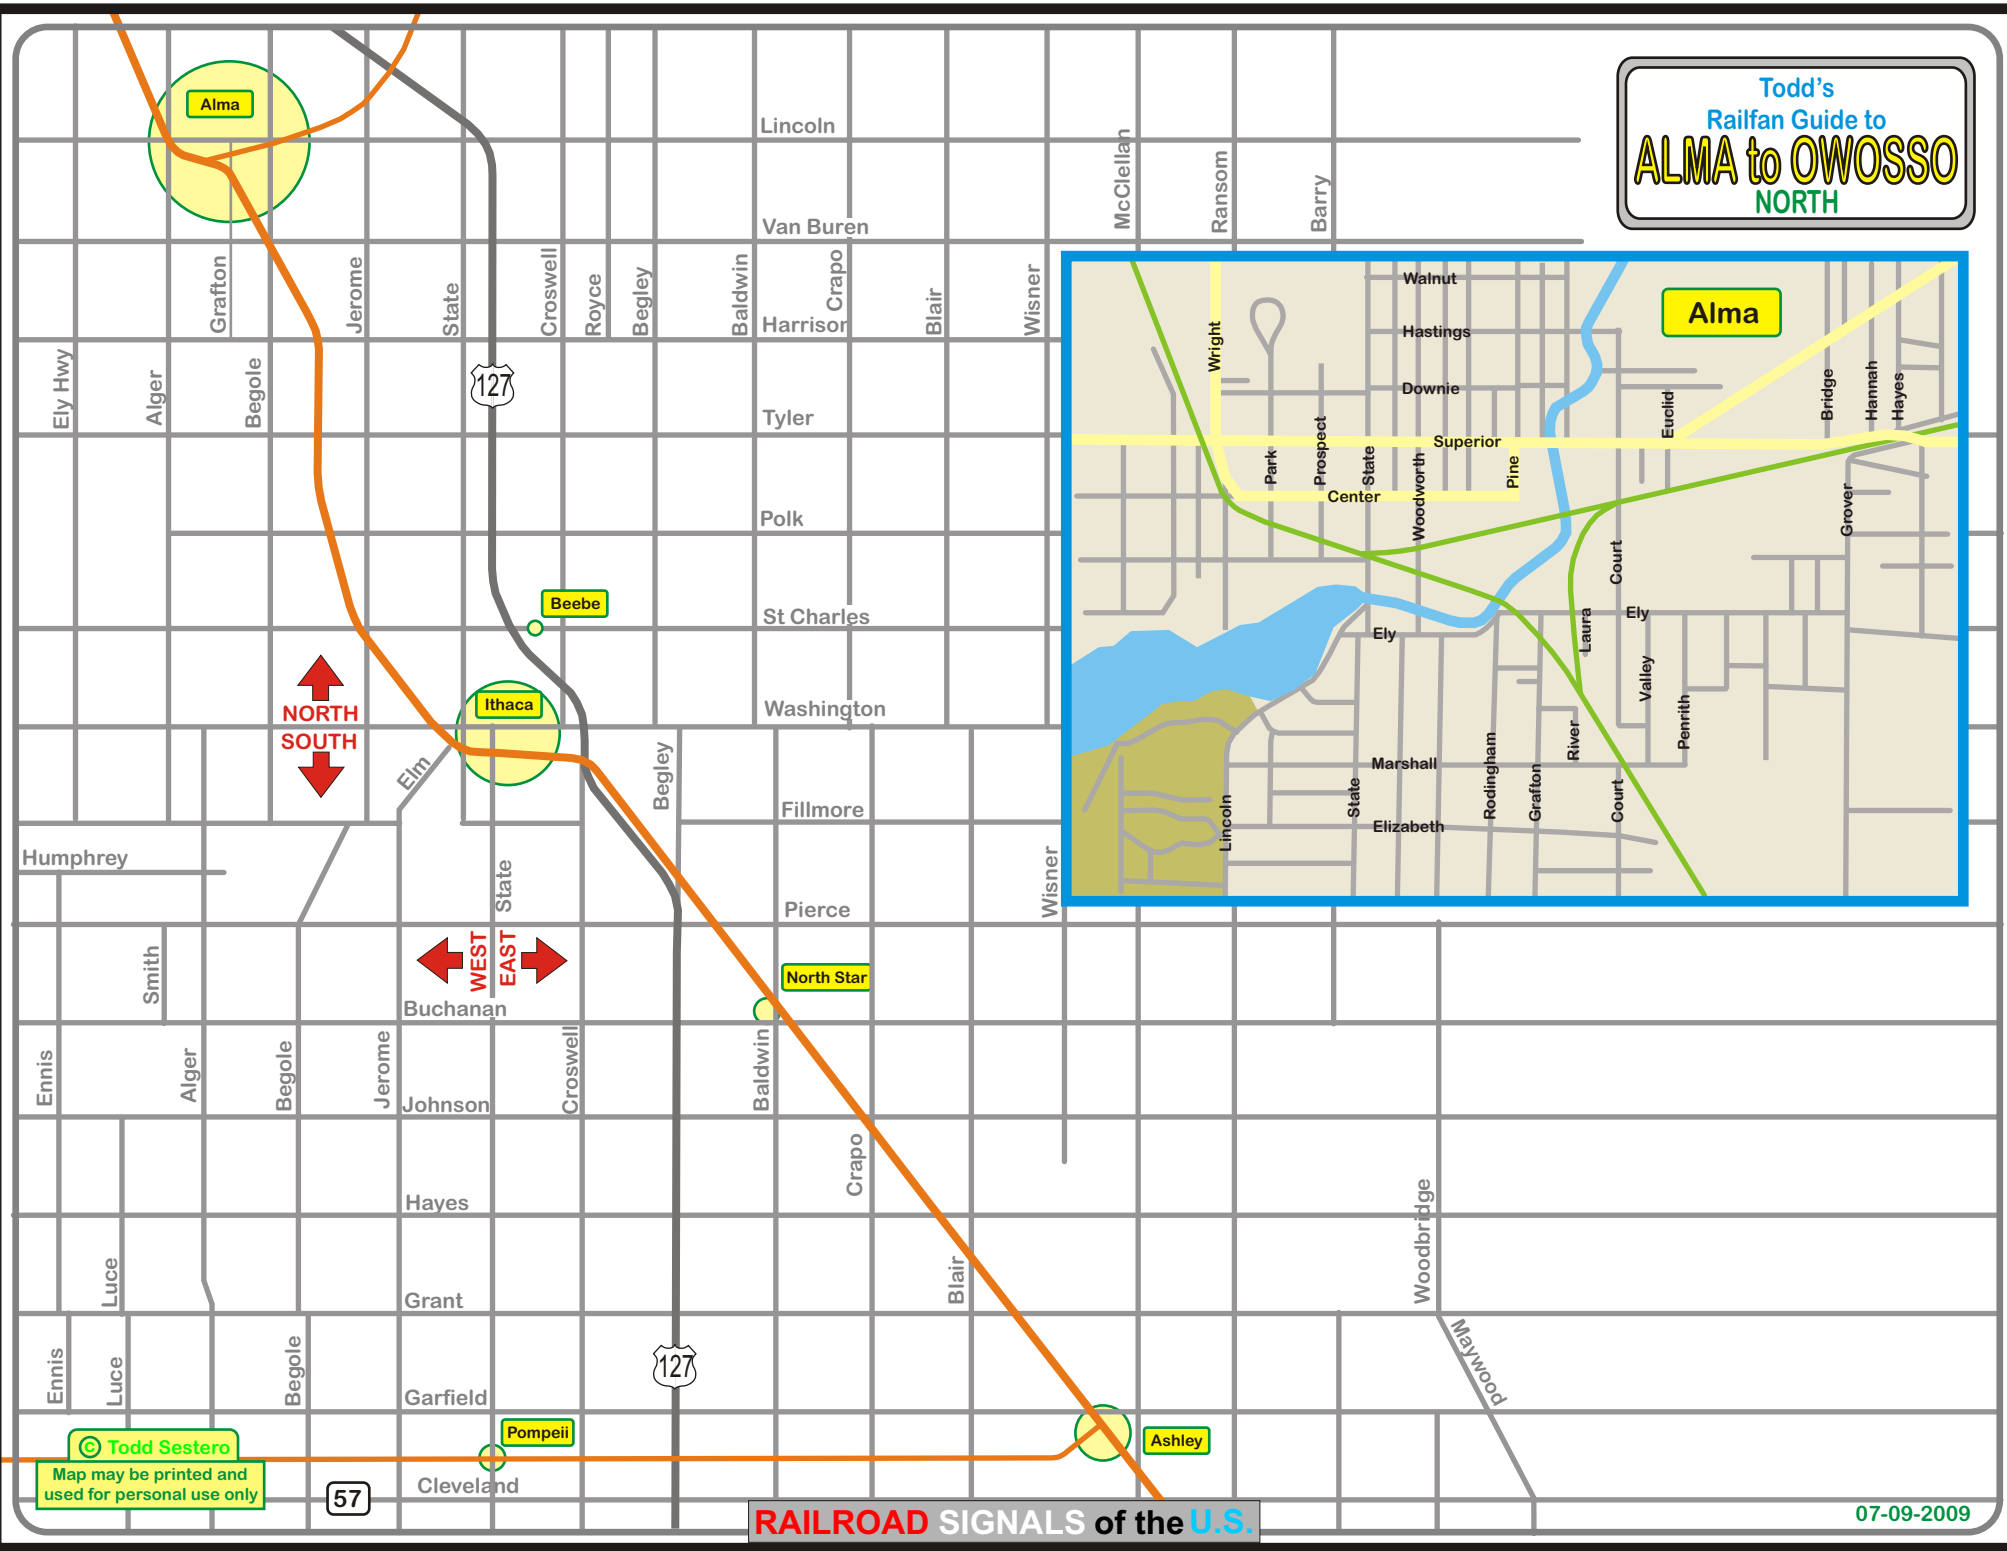 Todd's
Railfan Guide to
ALMA to OWOSSO
NORTH
Alma
Lincoln
McClellan
Ransom
Barry
Van Buren
Grafton
Jerome
State
Croswell
Royce
Begley
Baldwin
Crapo
Blair
Wisner
Harrison
Ely Hwy
Alger
Begole
127
Tyler
Polk
Beebe
St Charles
NORTH
SOUTH
Ithaca
Washington
Elm
Begley
Fillmore
Humphrey
State
Wisner
Pierce
Smith
WEST
EAST
North Star
Buchanan
Ennis
Alger
Begole
Jerome
Croswell
Baldwin
Johnson
Crapo
Hayes
Woodbridge
Luce
Blair
Grant
Maywood
Ennis
Luce
Begole
127
Garfield
Pompeii
Ashley
Cleveland
57
© Todd Sestero
Map may be printed and
used for personal use only
RAILROAD SIGNALS of the U.S.
07-09-2009
Alma
Walnut
Hastings
Wright
Downie
Bridge
Hannah
Hayes
Euclid
Superior
Park
Prospect
State
Woodworth
Pine
Center
Grover
Court
Laura
Ely
Ely
Valley
Penrith
River
Rodingham
Marshall
State
Grafton
Court
Lincoln
Elizabeth